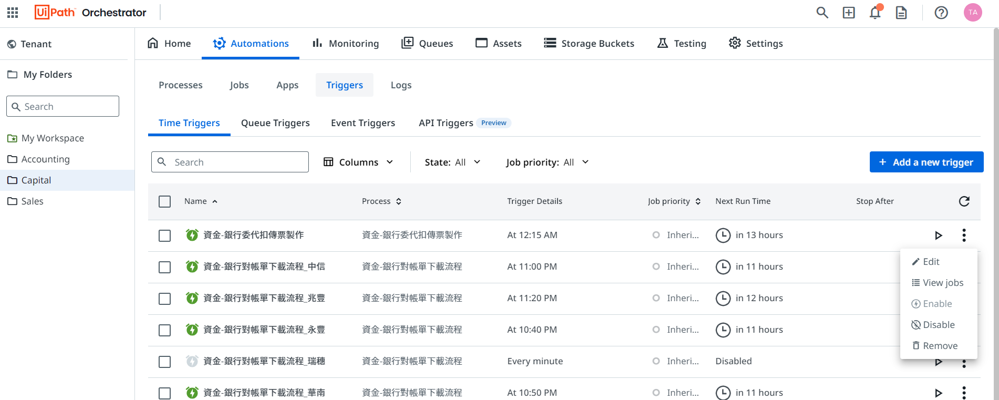 UiPath Orchestrator
TA
Tenant
Home
Automations
Monitoring
Queues
Assets
Storage Buckets
Testing
Settings
My Folders
Search
My Workspace
Accounting
Capital
Sales
Processes
Jobs
Apps
Triggers
Logs
Time Triggers
Queue Triggers
Event Triggers
API Triggers Preview
Search
Columns
State: All
Job priority: All
+ Add a new trigger
Name Process Trigger Details Job priority Next Run Time Stop After
資金-銀行委代扣傳票製作 資金-銀行委代扣傳票製作 At 12:15 AM Inheri... in 13 hours
資金-銀行對帳單下載流程_中信 資金-銀行對帳單下載流程 At 11:00 PM Inheri... in 11 hours
資金-銀行對帳單下載流程_兆豐 資金-銀行對帳單下載流程 At 11:20 PM Inheri... in 12 hours
資金-銀行對帳單下載流程_永豐 資金-銀行對帳單下載流程 At 10:40 PM Inheri... in 11 hours
資金-銀行對帳單下載流程_瑞穗 資金-銀行對帳單下載流程 Every minute Inheri... Disabled
資金-銀行對帳單下載流程_華南 資金-銀行對帳單下載流程 At 10:50 PM Inheri... in 11 hours
Edit
View jobs
Enable
Disable
Remove